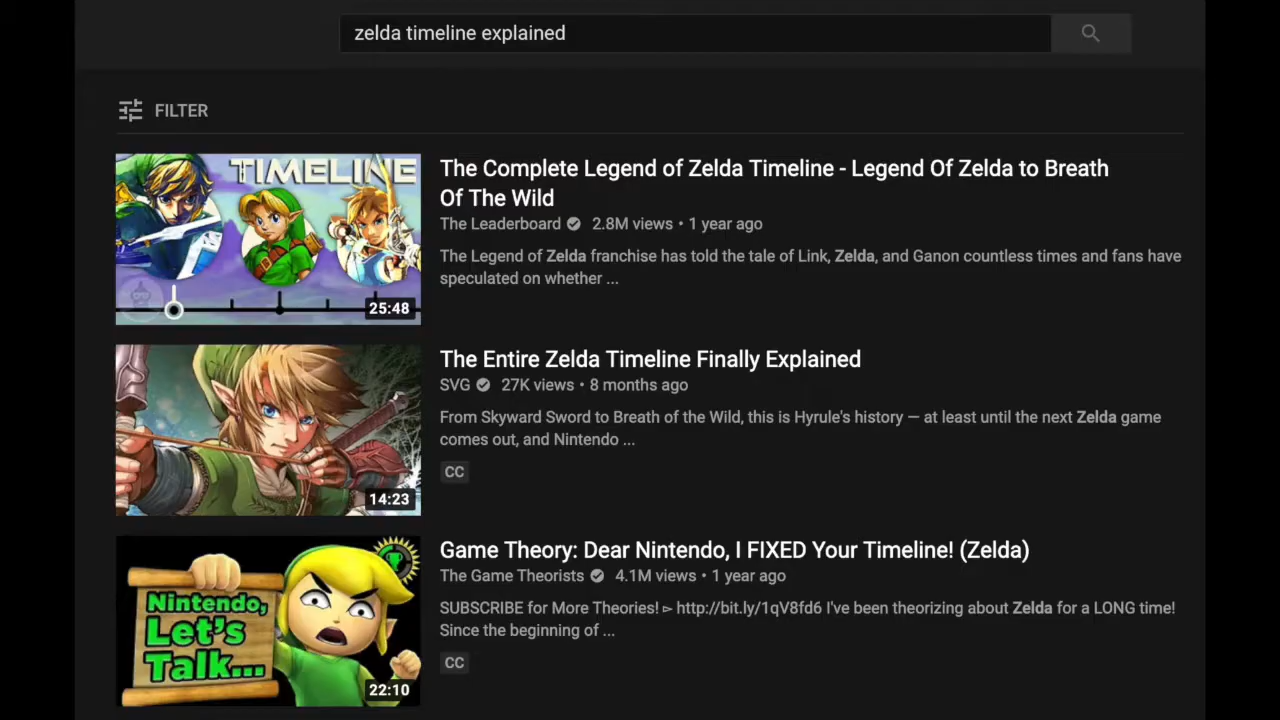 zelda timeline explained
FILTER
TIMELINE
25:48
The Complete Legend of Zelda Timeline - Legend Of Zelda to Breath
Of The Wild
The Leaderboard 2.8M views • 1 year ago
The Legend of Zelda franchise has told the tale of Link, Zelda, and Ganon countless times and fans have
speculated on whether ...
14:23
The Entire Zelda Timeline Finally Explained
SVG 27K views • 8 months ago
From Skyward Sword to Breath of the Wild, this is Hyrule's history — at least until the next Zelda game
comes out, and Nintendo ...
CC
Nintendo,
Let's
Talk...
22:10
Game Theory: Dear Nintendo, I FIXED Your Timeline! (Zelda)
The Game Theorists 4.1M views • 1 year ago
SUBSCRIBE for More Theories! ▻ http://bit.ly/1qV8fd6 I've been theorizing about Zelda for a LONG time!
Since the beginning of ...
CC